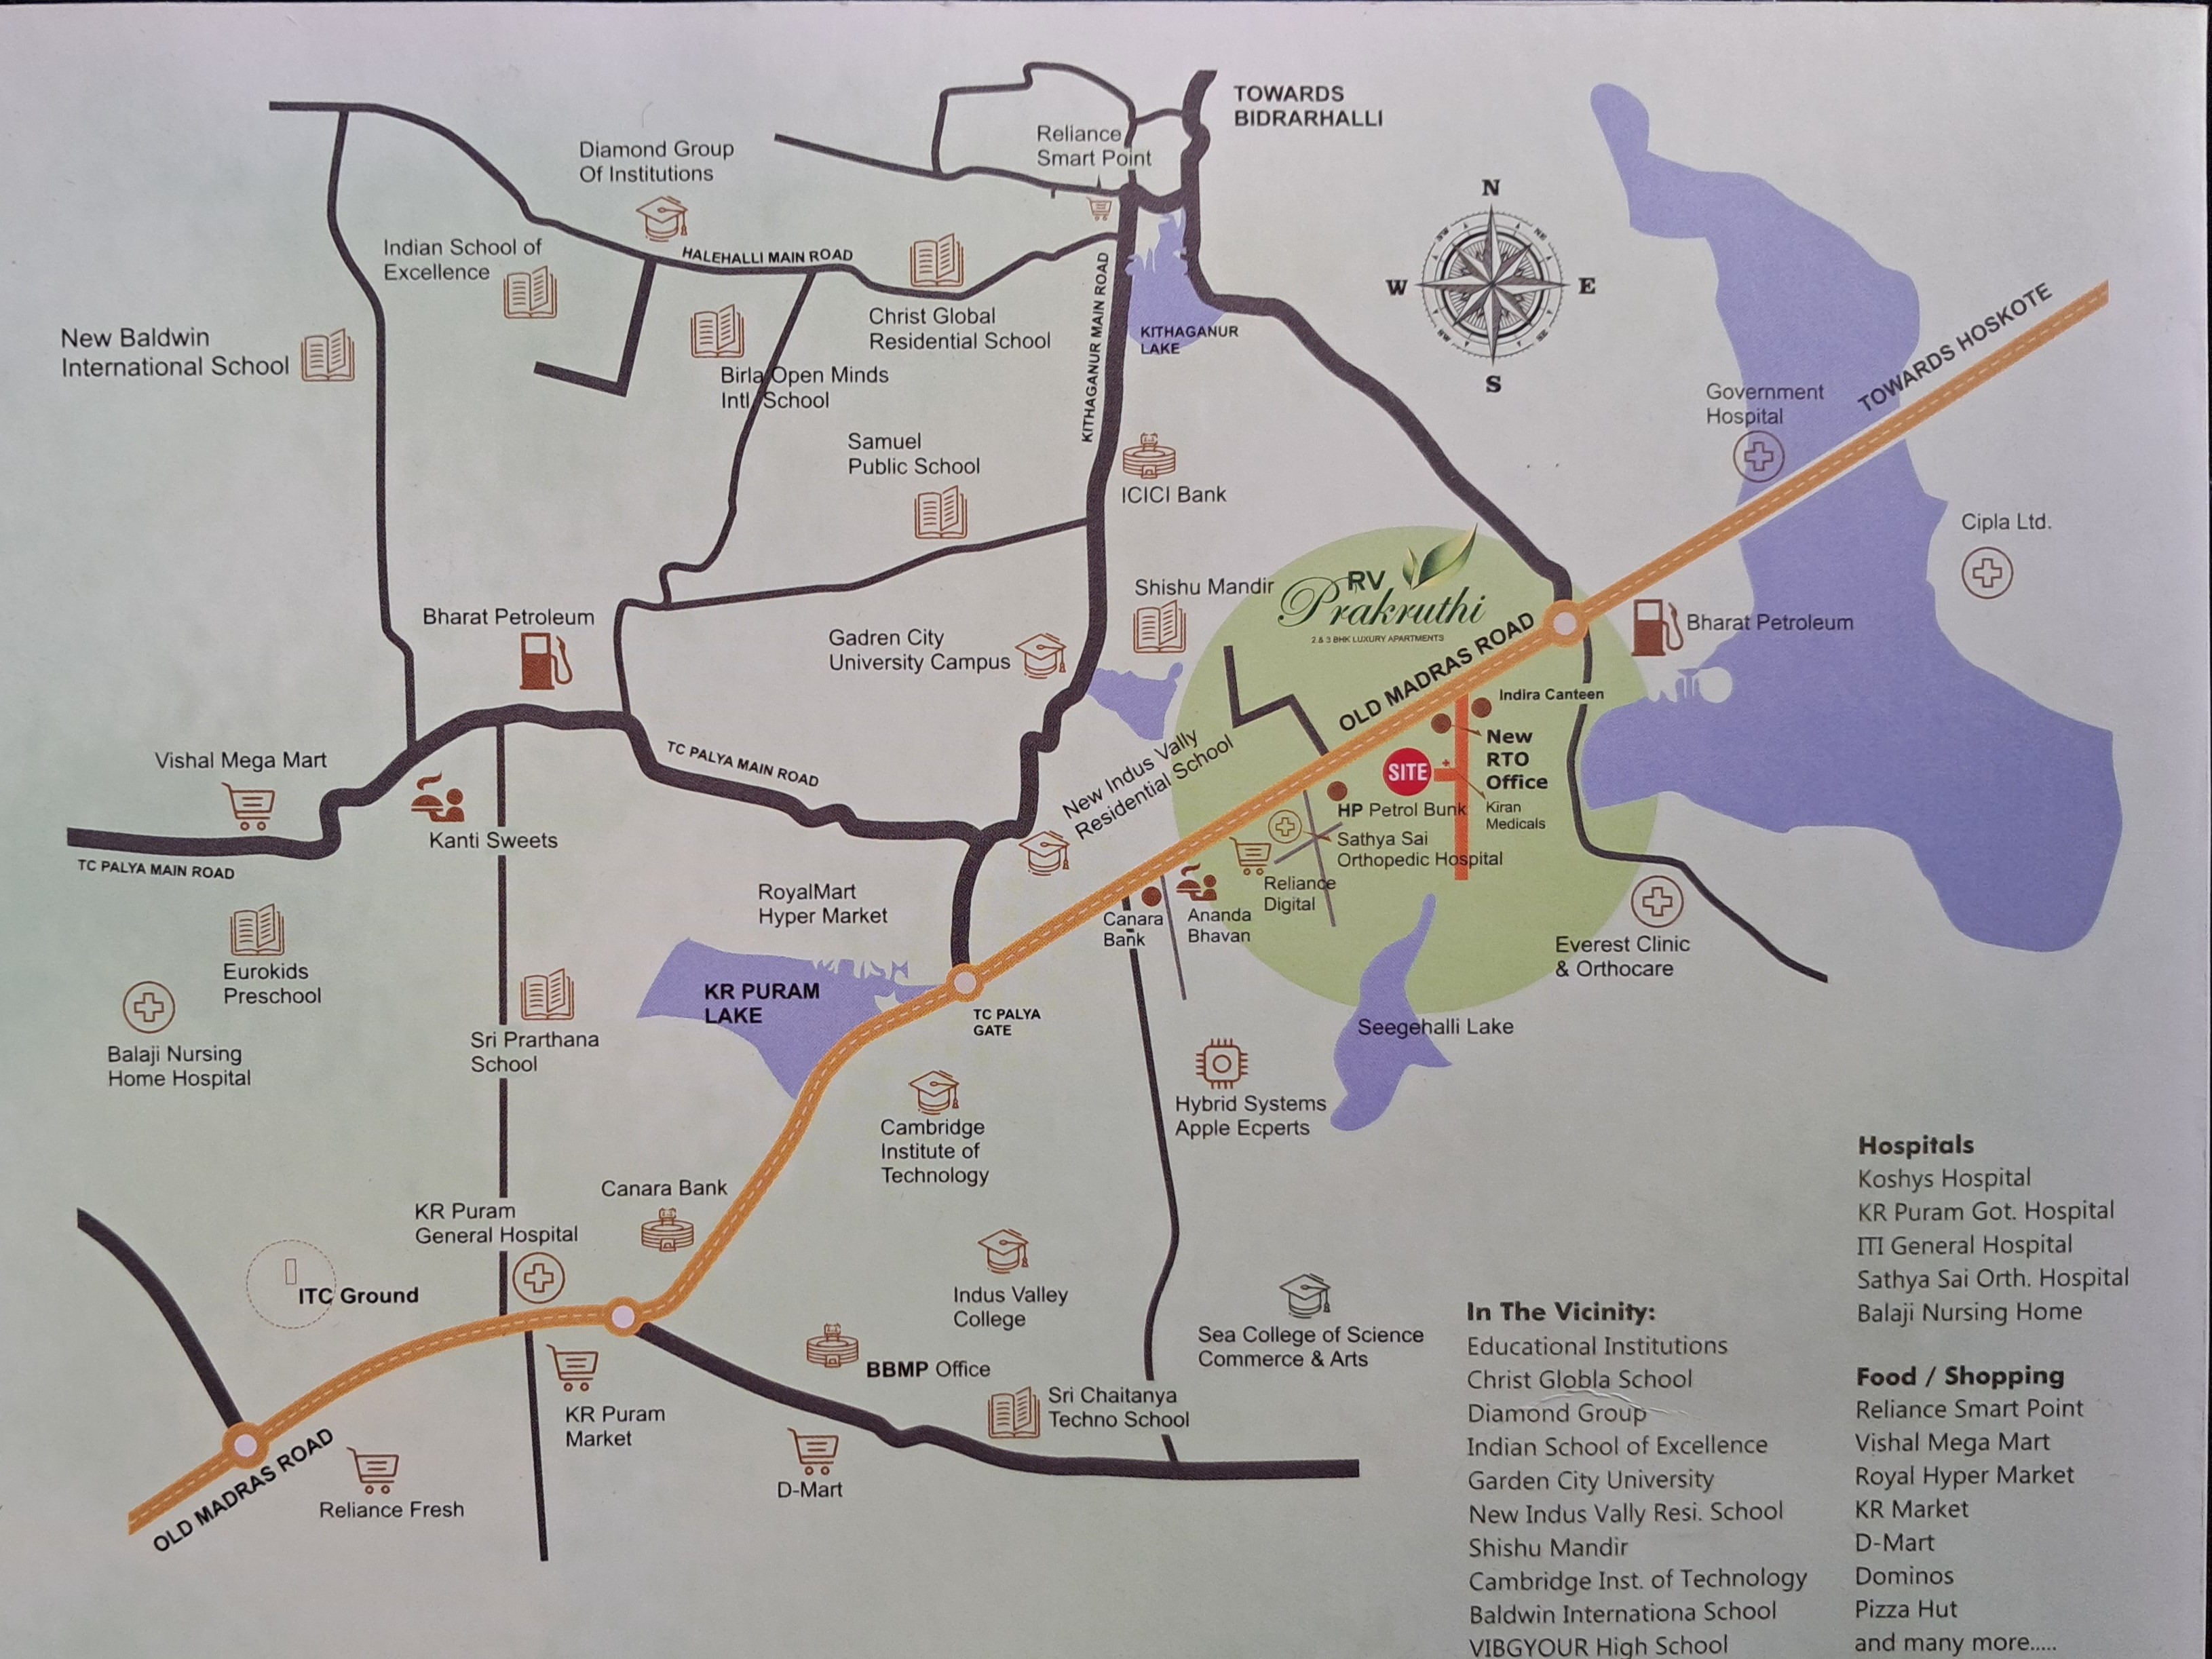 TOWARDS
BIDRARHALLI
Reliance
Smart Point
Diamond Group
Of Institutions
HALEHALLI MAIN ROAD
Indian School of
Excellence
New Baldwin
International School
Christ Global
Residential School
Birla Open Minds
Intl. School
KITHAGANUR MAIN ROAD
KITHAGANUR
LAKE
N
NW
NE
W
E
SW
SE
S
TOWARDS HOSKOTE
Government
Hospital
Samuel
Public School
ICICI Bank
Cipla Ltd.
Bharat Petroleum
Gadren City
University Campus
Shishu Mandir
RV
Prakruthi
2 & 3 BHK LUXURY APARTMENTS
OLD MADRAS ROAD
Bharat Petroleum
Indira Canteen
New
RTO
Office
SITE
Kiran
Medicals
HP Petrol Bunk
Sathya Sai
Orthopedic Hospital
Reliance
Digital
New Indus Vally
Residential School
TC PALYA MAIN ROAD
Vishal Mega Mart
Kanti Sweets
TC PALYA MAIN ROAD
RoyalMart
Hyper Market
Canara
Bank
Ananda
Bhavan
Everest Clinic
& Orthocare
Eurokids
Preschool
KR PURAM
LAKE
TC PALYA
GATE
Seegehalli Lake
Balaji Nursing
Home Hospital
Sri Prarthana
School
Cambridge
Institute of
Technology
Hybrid Systems
Apple Ecperts
Canara Bank
KR Puram
General Hospital
ITC Ground
Indus Valley
College
Sea College of Science
Commerce & Arts
BBMP Office
Sri Chaitanya
Techno School
KR Puram
Market
D-Mart
OLD MADRAS ROAD
Reliance Fresh
In The Vicinity:
Educational Institutions
Christ Globla School
Diamond Group
Indian School of Excellence
Garden City University
New Indus Vally Resi. School
Shishu Mandir
Cambridge Inst. of Technology
Baldwin Internationa School
VIBGYOUR High School
Hospitals
Koshys Hospital
KR Puram Got. Hospital
ITI General Hospital
Sathya Sai Orth. Hospital
Balaji Nursing Home
Food / Shopping
Reliance Smart Point
Vishal Mega Mart
Royal Hyper Market
KR Market
D-Mart
Dominos
Pizza Hut
and many more.....